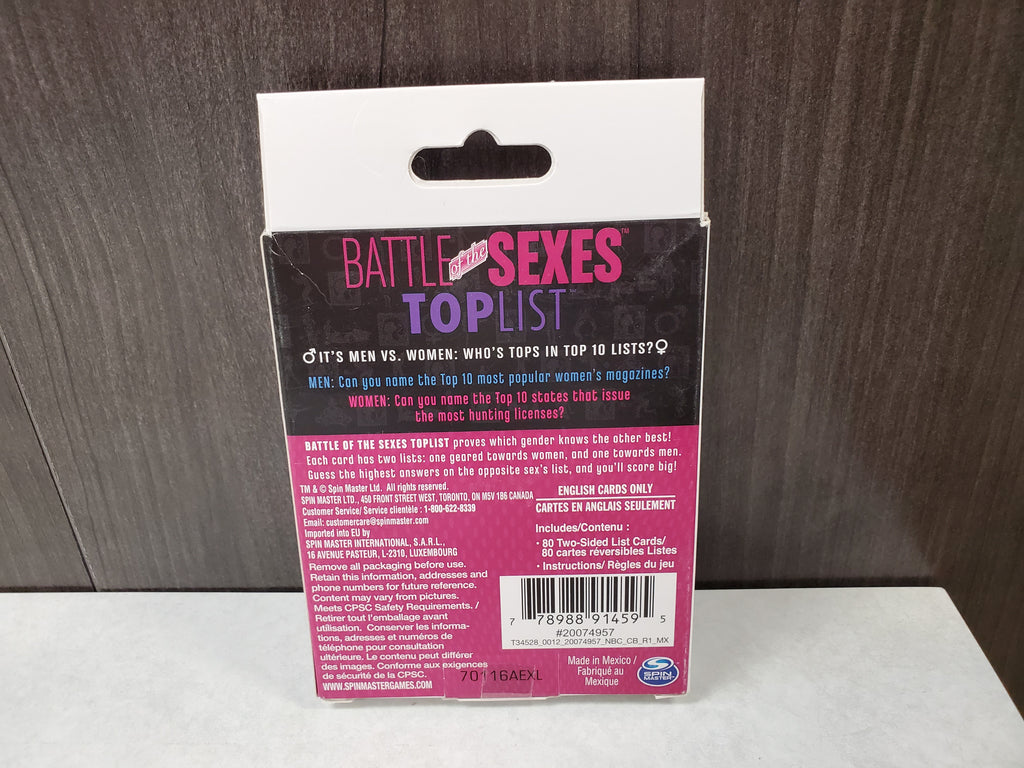 BATTLE of the SEXES™
TOPLIST™
♂IT'S MEN VS. WOMEN: WHO'S TOPS IN TOP 10 LISTS?♀
MEN: Can you name the Top 10 most popular women's magazines?
WOMEN: Can you name the Top 10 states that issue
the most hunting licenses?
BATTLE OF THE SEXES TOPLIST proves which gender knows the other best!
Each card has two lists: one geared towards women, and one towards men.
Guess the highest answers on the opposite sex's list, and you'll score big!
TM & © Spin Master Ltd. All rights reserved.
SPIN MASTER LTD., 450 FRONT STREET WEST, TORONTO, ON M5V 1B6 CANADA
Customer Service/ Service clientèle : 1-800-622-8339
Email: customercare@spinmaster.com
Imported into EU by
SPIN MASTER INTERNATIONAL, S.A.R.L.,
16 AVENUE PASTEUR, L-2310, LUXEMBOURG
Remove all packaging before use.
Retain this information, addresses and
phone numbers for future reference.
Content may vary from pictures.
Meets CPSC Safety Requirements. /
Retirer tout l'emballage avant
utilisation. Conserver les informa-
tions, adresses et numéros de
téléphone pour consultation
ultérieure. Le contenu peut différer
des images. Conforme aux exigences
de sécurité de la CPSC.
WWW.SPINMASTERGAMES.COM
70116AEXL
ENGLISH CARDS ONLY
CARTES EN ANGLAIS SEULEMENT
Includes/Contenu :
• 80 Two-Sided List Cards/
80 cartes réversibles Listes
• Instructions/ Règles du jeu
7 78988 91459 5
#20074957
T34528_0012_20074957_NBC_CB_R1_MX
Made in Mexico /
Fabriqué au
Mexique
SPIN
MASTER